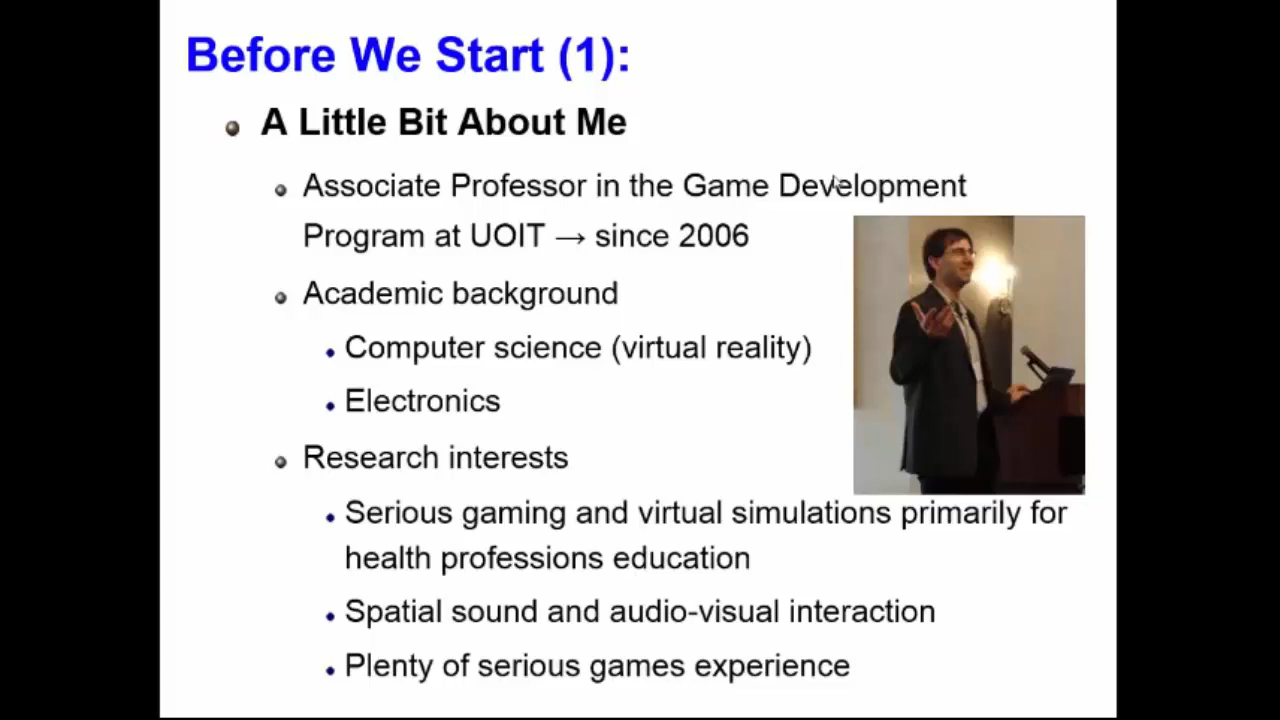 Before We Start (1):
A Little Bit About Me
Associate Professor in the Game Development
Program at UOIT → since 2006
Academic background
Computer science (virtual reality)
Electronics
Research interests
Serious gaming and virtual simulations primarily for
health professions education
Spatial sound and audio-visual interaction
Plenty of serious games experience